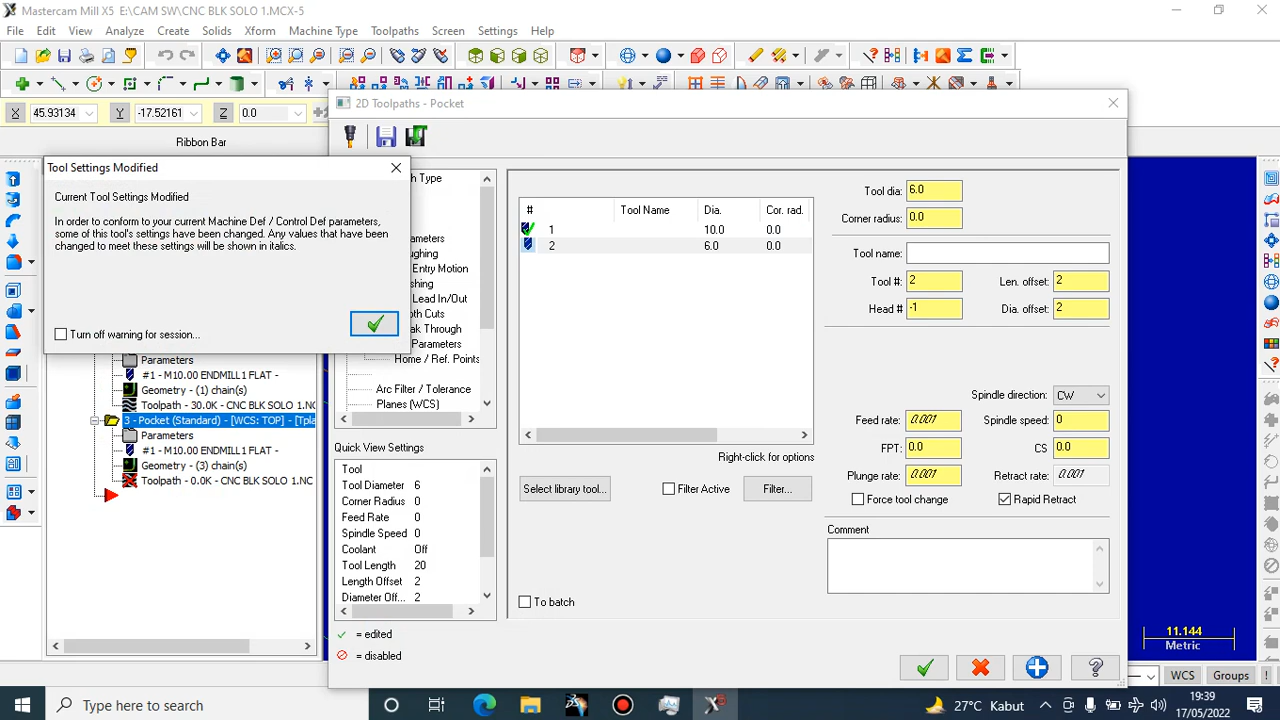 Mastercam Mill X5 E:\CAM SW\CNC BLK SOLO 1.MCX-5
File Edit View Analyze Create Solids Xform Machine Type Toolpaths Screen Settings Help
X 45.93134 Y -17.52161 Z 0.0
Ribbon Bar
Tool Settings Modified
Current Tool Settings Modified
In order to conform to your current Machine Def / Control Def parameters,
some of this tool's settings have been changed. Any values that have been
changed to meet these settings will be shown in italics.
Turn off warning for session...
Parameters
#1 - M10.00 ENDMILL1 FLAT -
Geometry - (1) chain(s)
Toolpath - 30.0K - CNC BLK SOLO 1.NC
3 - Pocket (Standard) - [WCS: TOP] - [Tpla
Parameters
#1 - M10.00 ENDMILL1 FLAT -
Geometry - (3) chain(s)
Toolpath - 0.0K - CNC BLK SOLO 1.NC
2D Toolpaths - Pocket
Entry Motion
Lead In/Out
Home / Ref. Points
Arc Filter / Tolerance
Planes (WCS)
Quick View Settings
Tool
Tool Diameter 6
Corner Radius 0
Feed Rate 0
Spindle Speed 0
Coolant Off
Tool Length 20
Length Offset 2
Diameter Off... 2
= edited
= disabled
# Tool Name Dia. Cor. rad.
1 10.0 0.0
2 6.0 0.0
Right-click for options
Select library tool...
Filter Active
Filter...
To batch
Tool dia: 6.0
Corner radius: 0.0
Tool name:
Tool #: 2 Len. offset: 2
Head # -1 Dia. offset: 2
Spindle direction: CW
Feed rate: 0.001 Spindle speed: 0
FPT: 0.0 CS 0.0
Plunge rate: 0.001 Retract rate: 0.001
Force tool change Rapid Retract
Comment
11.144
Metric
WCS Groups
Type here to search
27°C Kabut
19:39
17/05/2022